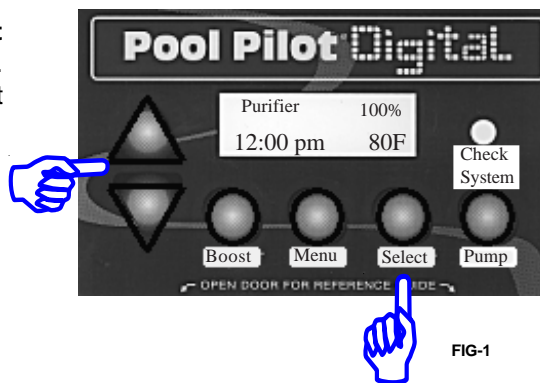 Pool Pilot Digital
Purifier 100%
12:00 pm 80F
Check
System
Boost Menu Select Pump
OPEN DOOR FOR REFERENCE GUIDE
FIG-1